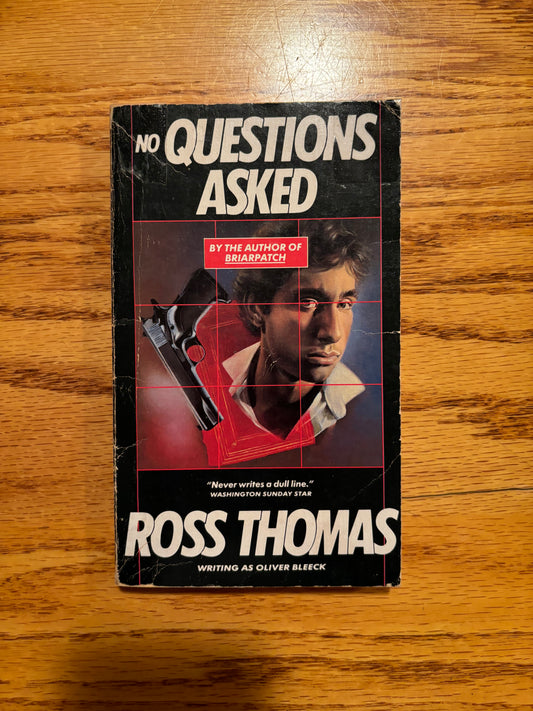 NO QUESTIONS
ASKED
BY THE AUTHOR OF
BRIARPATCH
“Never writes a dull line.”
WASHINGTON SUNDAY STAR
ROSS THOMAS
WRITING AS OLIVER BLEECK